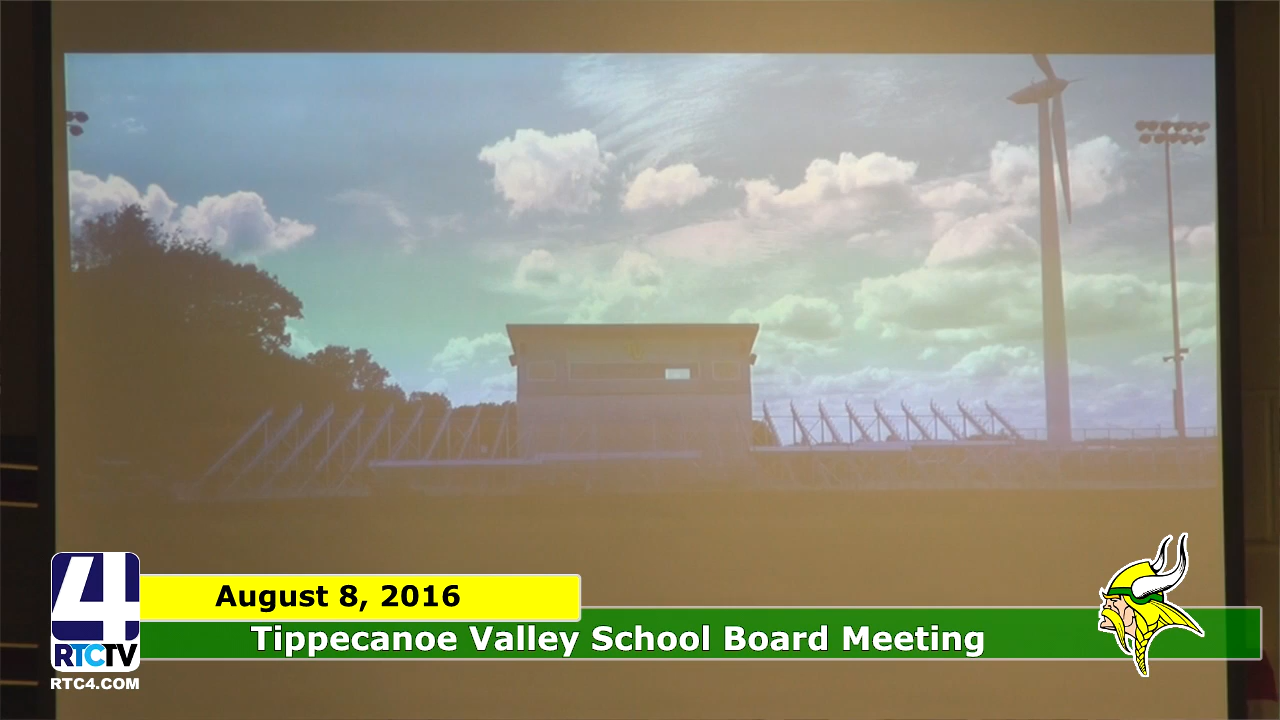 August 8, 2016
Tippecanoe Valley School Board Meeting
4
RTCTV
RTC4.COM